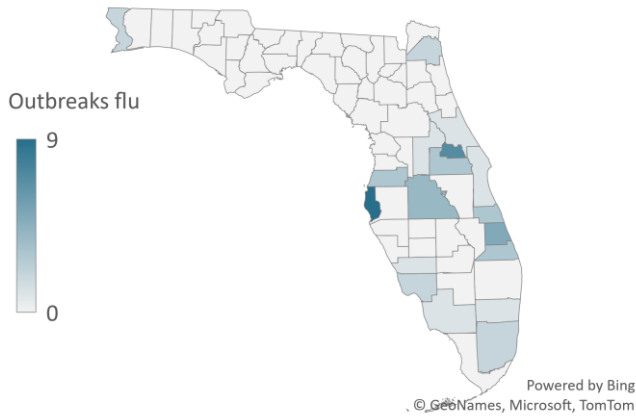 Outbreaks flu
9
0
Powered by Bing
© GeoNames, Microsoft, TomTom